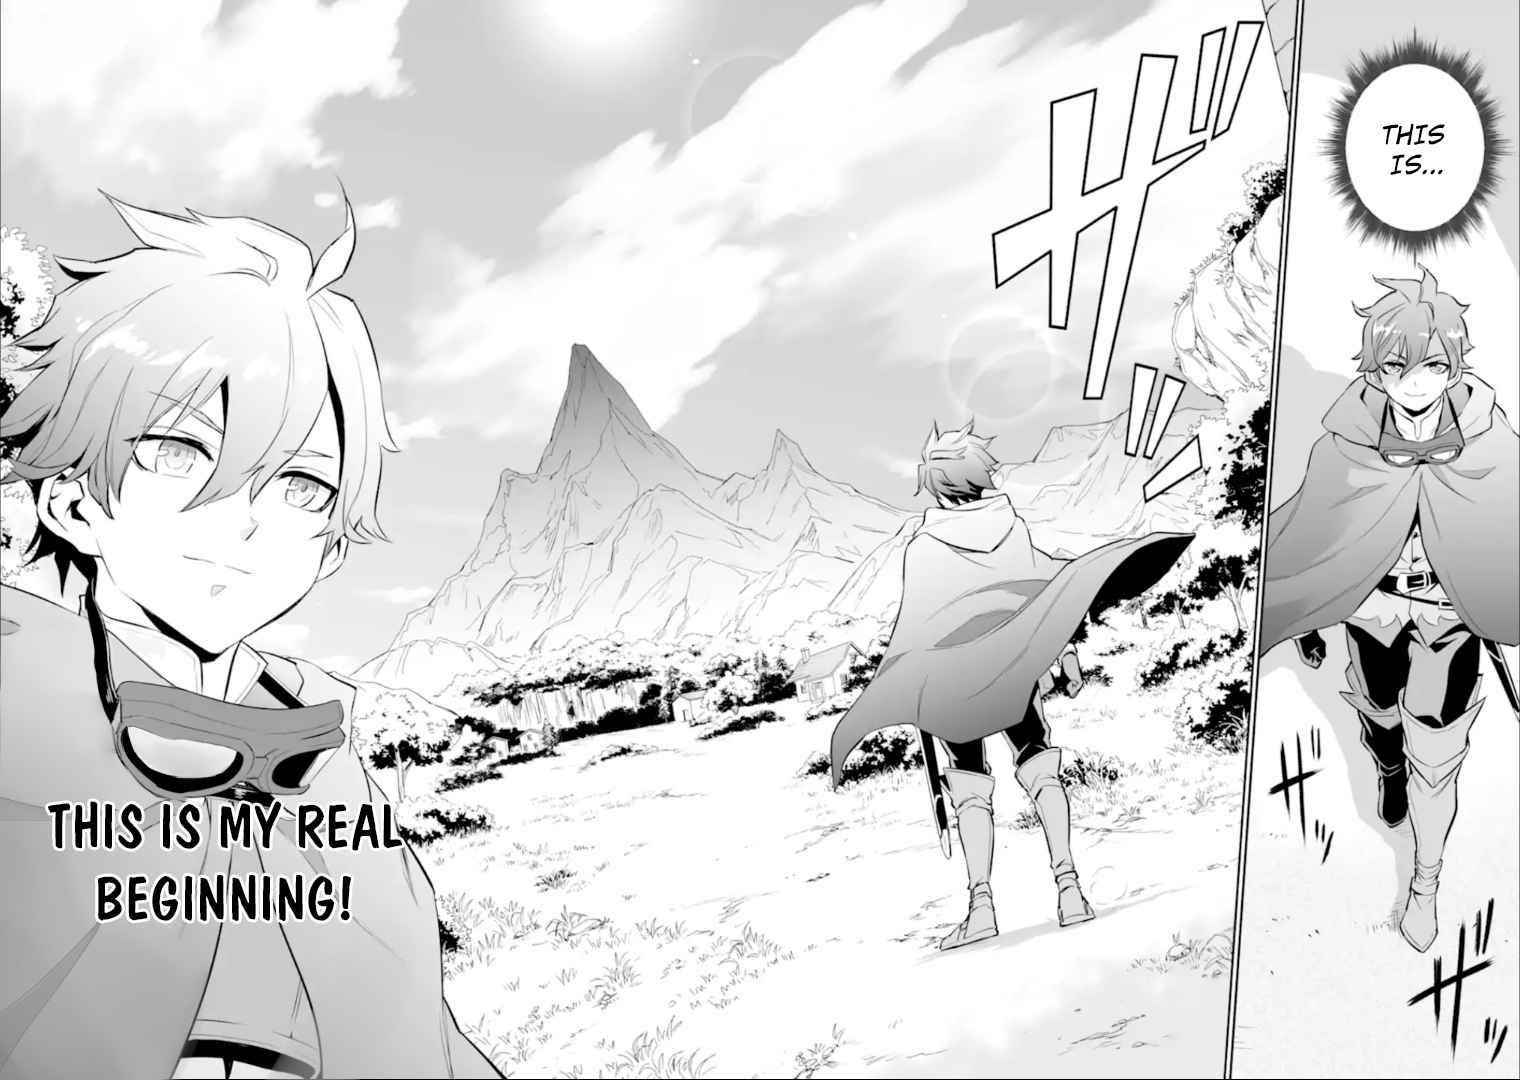 THIS
IS...
ザッ
ザッ
ザッ
THIS IS MY REAL
BEGINNING!